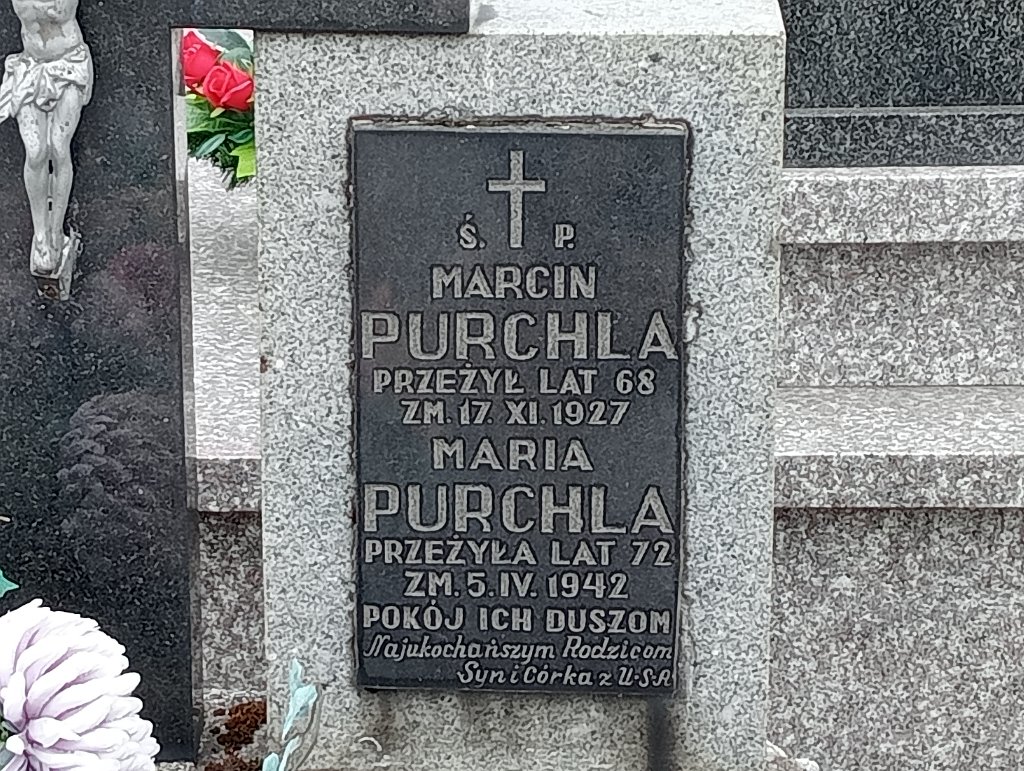 Ś. P.
MARCIN
PURCHLA
PRZEŻYŁ LAT 68
ZM. 17. XI. 1927
MARIA
PURCHLA
PRZEŻYŁA LAT 72
ZM. 5. IV. 1942
POKÓJ ICH DUSZOM
Najukochańszym Rodzicom
Syn i Córka z U.S.A